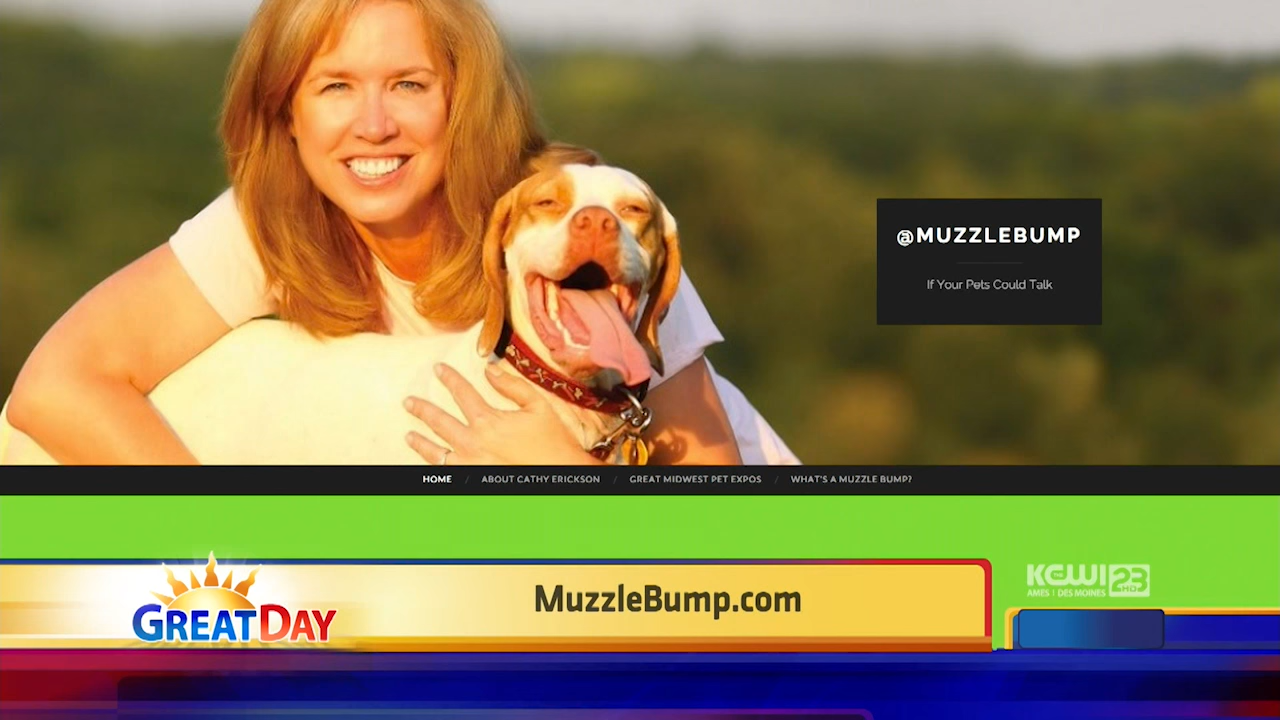 @MUZZLEBUMP
If Your Pets Could Talk
HOME / ABOUT CATHY ERICKSON / GREAT MIDWEST PET EXPOS / WHAT'S A MUZZLE BUMP?
GREAT DAY
MuzzleBump.com
KCWI 23 HD
AMES | DES MOINES